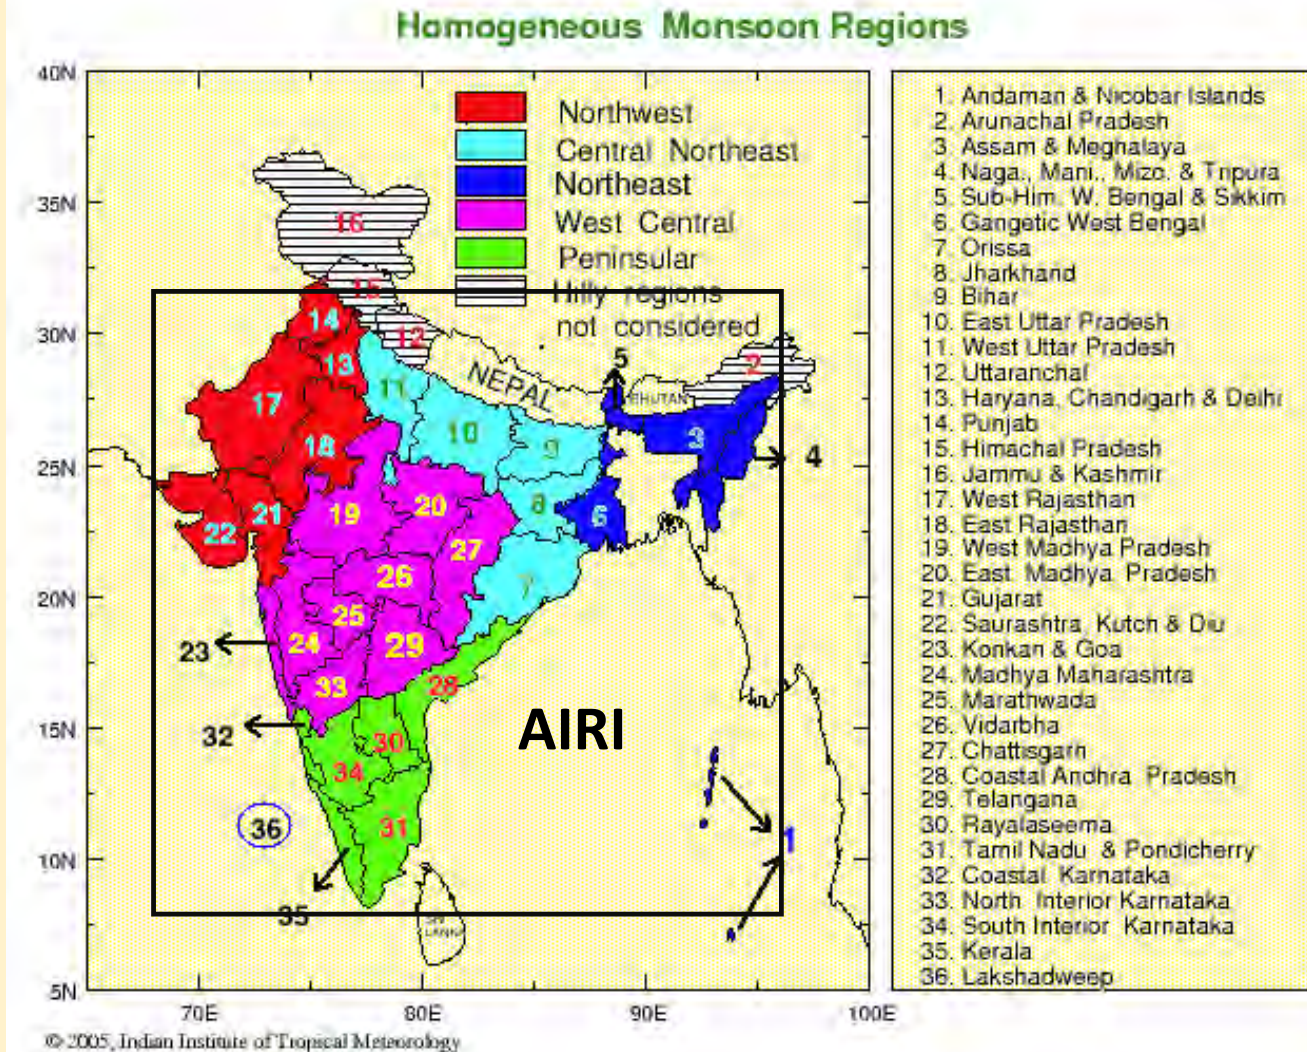 Homogeneous Monsoon Regions
40N
35N
30N
25N
20N
15N
10N
5N
70E
80E
90E
100E
Northwest
Central Northeast
Northeast
West Central
Peninsular
Hilly regions
not considered
16
15
14
12
13
11
NEPAL
5
BHUTAN
2
17
18
10
9
3
4
21
22
19
20
8
6
27
26
7
25
23
24
29
33
28
32
30
AIRI
34
36
31
1
35
SRI
LANKA
1. Andaman & Nicobar Islands
2. Arunachal Pradesh
3. Assam & Meghalaya
4. Naga., Mani., Mizo. & Tripura
5. Sub-Him. W. Bengal & Sikkim
6. Gangetic West Bengal
7. Orissa
8. Jharkhand
9. Bihar
10. East Uttar Pradesh
11. West Uttar Pradesh
12. Uttaranchal
13. Haryana, Chandigarh & Delhi
14. Punjab
15. Himachal Pradesh
16. Jammu & Kashmir
17. West Rajasthan
18. East Rajasthan
19. West Madhya Pradesh
20. East Madhya Pradesh
21. Gujarat
22. Saurashtra, Kutch & Diu
23. Konkan & Goa
24. Madhya Maharashtra
25. Marathwada
26. Vidarbha
27. Chattisgarh
28. Coastal Andhra Pradesh
29. Telangana
30. Rayalaseema
31. Tamil Nadu & Pondicherry
32. Coastal Karnataka
33. North Interior Karnataka
34. South Interior Karnataka
35. Kerala
36. Lakshadweep
© 2005, Indian Institute of Tropical Meteorology